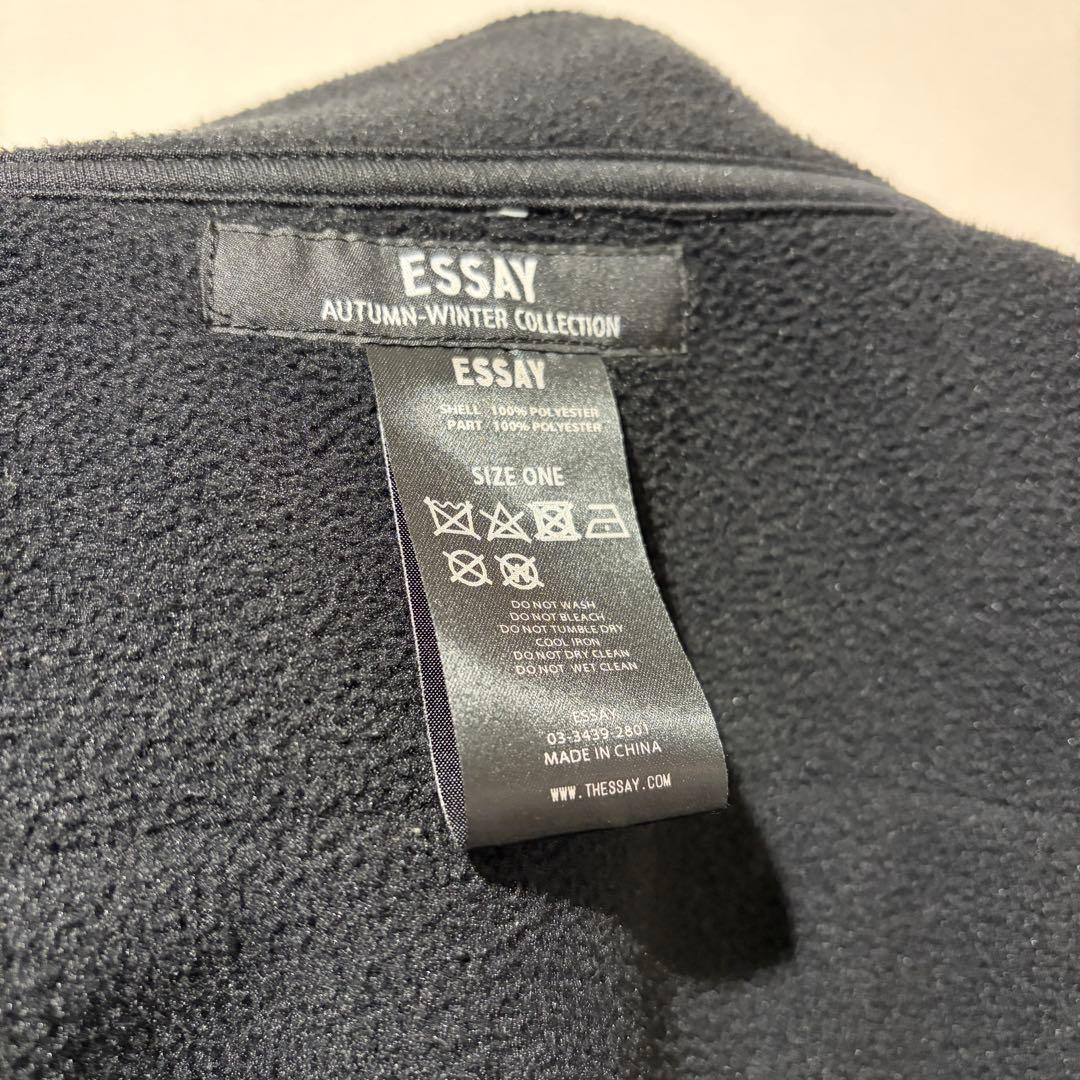 ESSAY
AUTUMN-WINTER COLLECTION
ESSAY
SHELL 100% POLYESTER
PART 100% POLYESTER
SIZE ONE
DO NOT WASH
DO NOT BLEACH
DO NOT TUMBLE DRY
COOL IRON
DO NOT DRY CLEAN
DO NOT WET CLEAN
ESSAY
03-3439 2801
MADE IN CHINA
WWW.THESSAY.COM